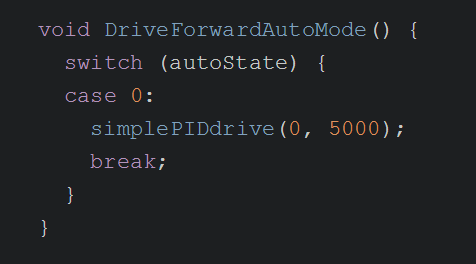 void DriveForwardAutoMode() {
  switch (autoState) {
  case 0:
    simplePIDdrive(0, 5000);
    break;
  }
}